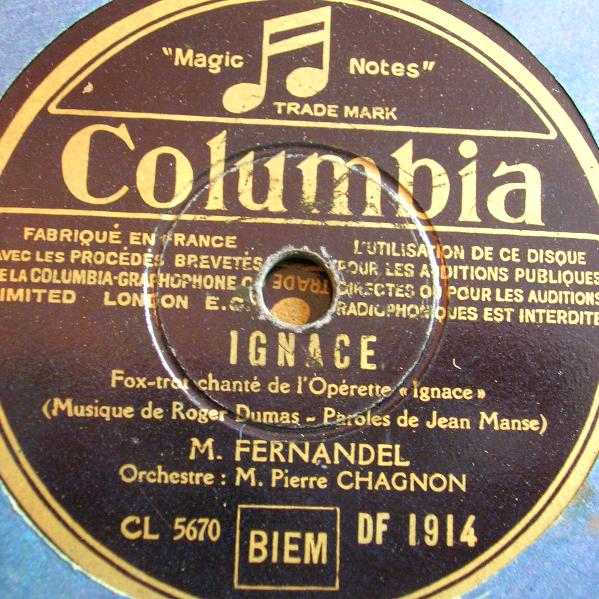 "Magic Notes"
TRADE MARK
Columbia
FABRIQUÉ EN FRANCE
AVEC LES PROCÉDÉS BREVETÉS
DE LA COLUMBIA-GRAPHOPHONE
LIMITED LONDON E.C.
L'UTILISATION DE CE DISQUE
POUR LES AUDITIONS PUBLIQUES
DIRECTES OU POUR LES AUDITIONS
RADIOPHONIQUES EST INTERDITE
TRADE
IGNACE
Fox-trot chanté de l'Opérette « Ignace »
(Musique de Roger Dumas - Paroles de Jean Manse)
M. FERNANDEL
Orchestre : M. Pierre CHAGNON
CL 5670 BIEM DF 1914